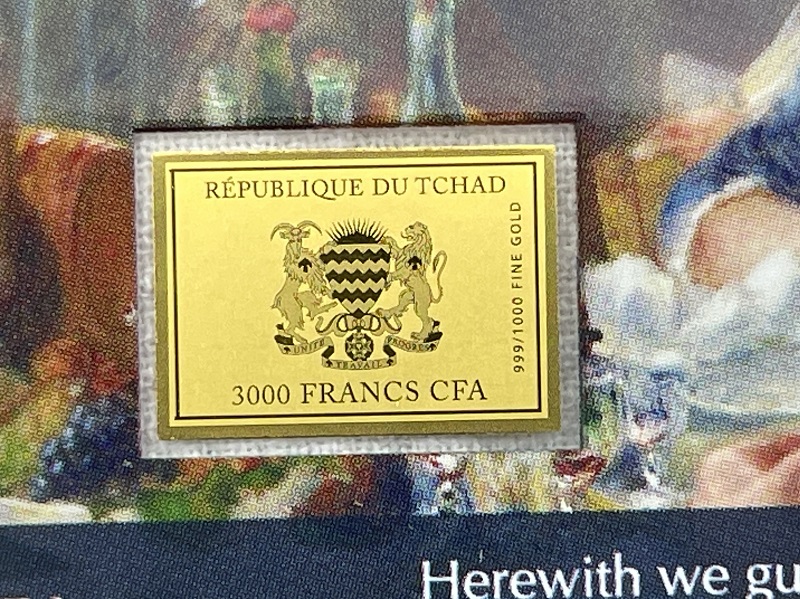 RÉPUBLIQUE DU TCHAD
999/1000 FINE GOLD
UNITÉ
TRAVAIL
PROGRÈS
3000 FRANCS CFA
Herewith we gu